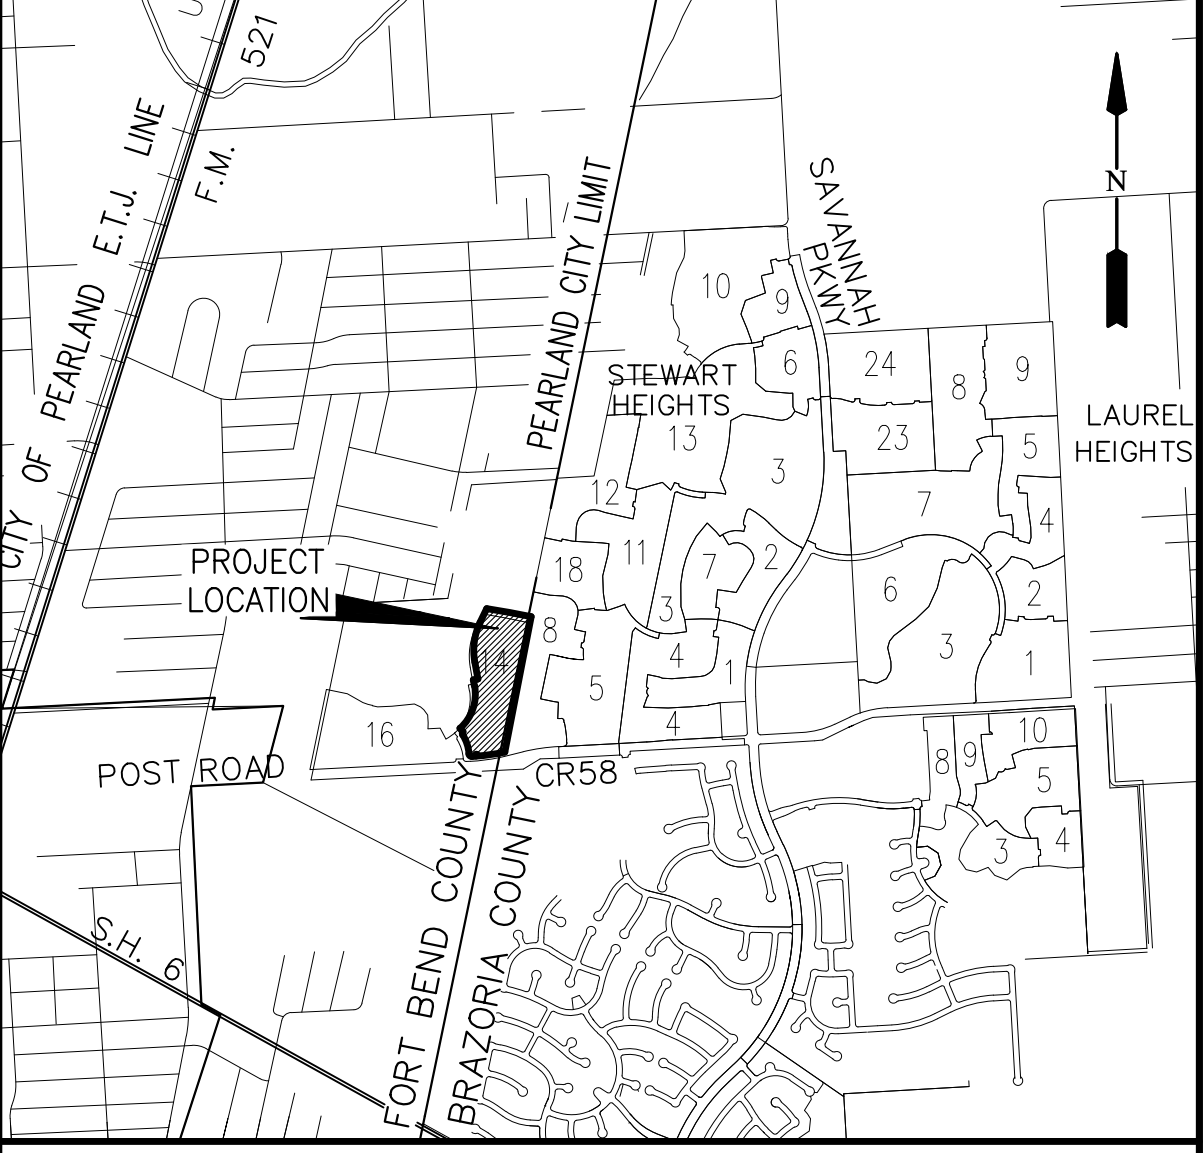 521
F.M.
CITY OF PEARLAND E.T.J. LINE
PEARLAND CITY LIMIT
SAVANNAH
PKWY
N
10
9
6
24
8
9
STEWART
HEIGHTS
13
23
5
LAUREL
HEIGHTS
3
12
7
4
11
18
7
2
6
2
PROJECT
LOCATION
3
8
4
4
1
3
1
5
16
4
10
8
9
5
POST ROAD
CR58
3
4
S.H. 6
FORT BEND COUNTY
BRAZORIA COUNTY